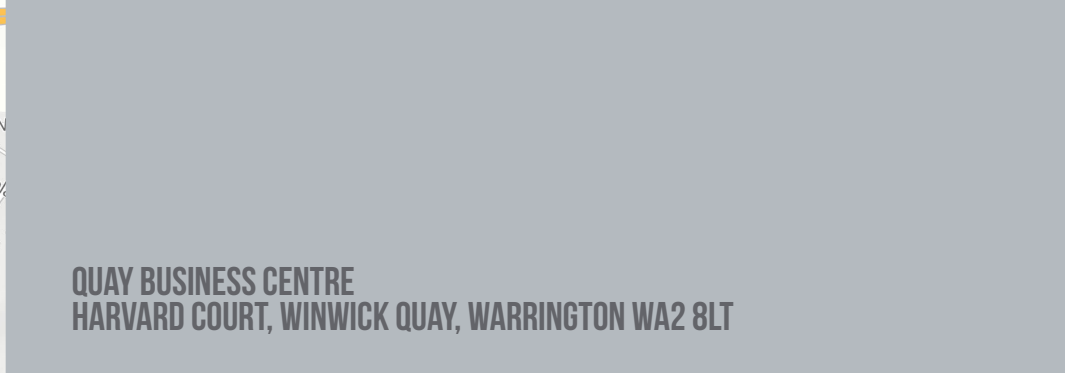 QUAY BUSINESS CENTRE
HARVARD COURT, WINWICK QUAY, WARRINGTON WA2 8LT